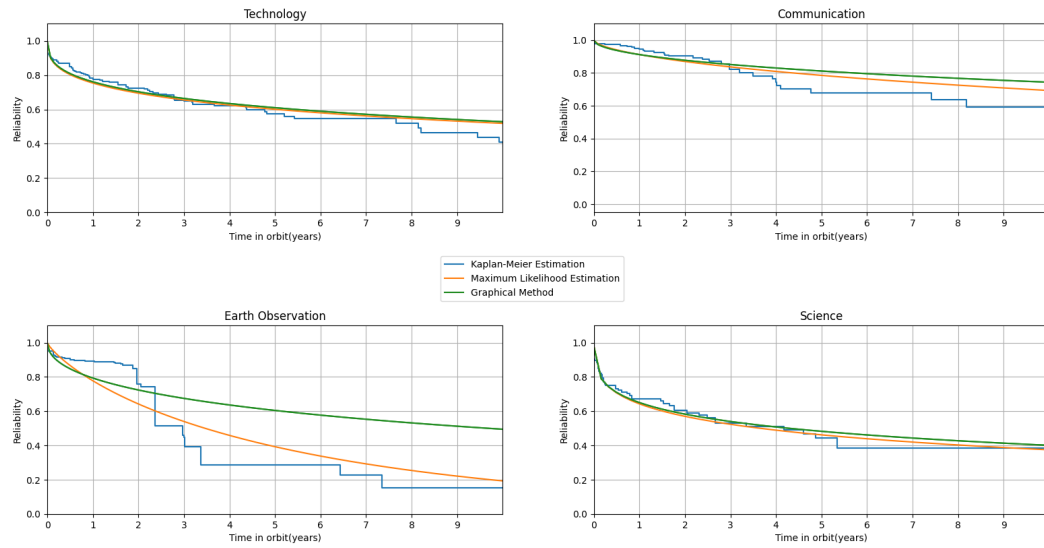 Technology
1.0
0.8
0.6
0.4
0.2
0.0
Reliability
0 1 2 3 4 5 6 7 8 9
Time in orbit(years)
Communication
1.0
0.8
0.6
0.4
0.2
0.0
Reliability
0 1 2 3 4 5 6 7 8 9
Time in orbit(years)
Kaplan-Meier Estimation
Maximum Likelihood Estimation
Graphical Method
Earth Observation
1.0
0.8
0.6
0.4
0.2
0.0
Reliability
0 1 2 3 4 5 6 7 8 9
Time in orbit(years)
Science
1.0
0.8
0.6
0.4
0.2
0.0
Reliability
0 1 2 3 4 5 6 7 8 9
Time in orbit(years)